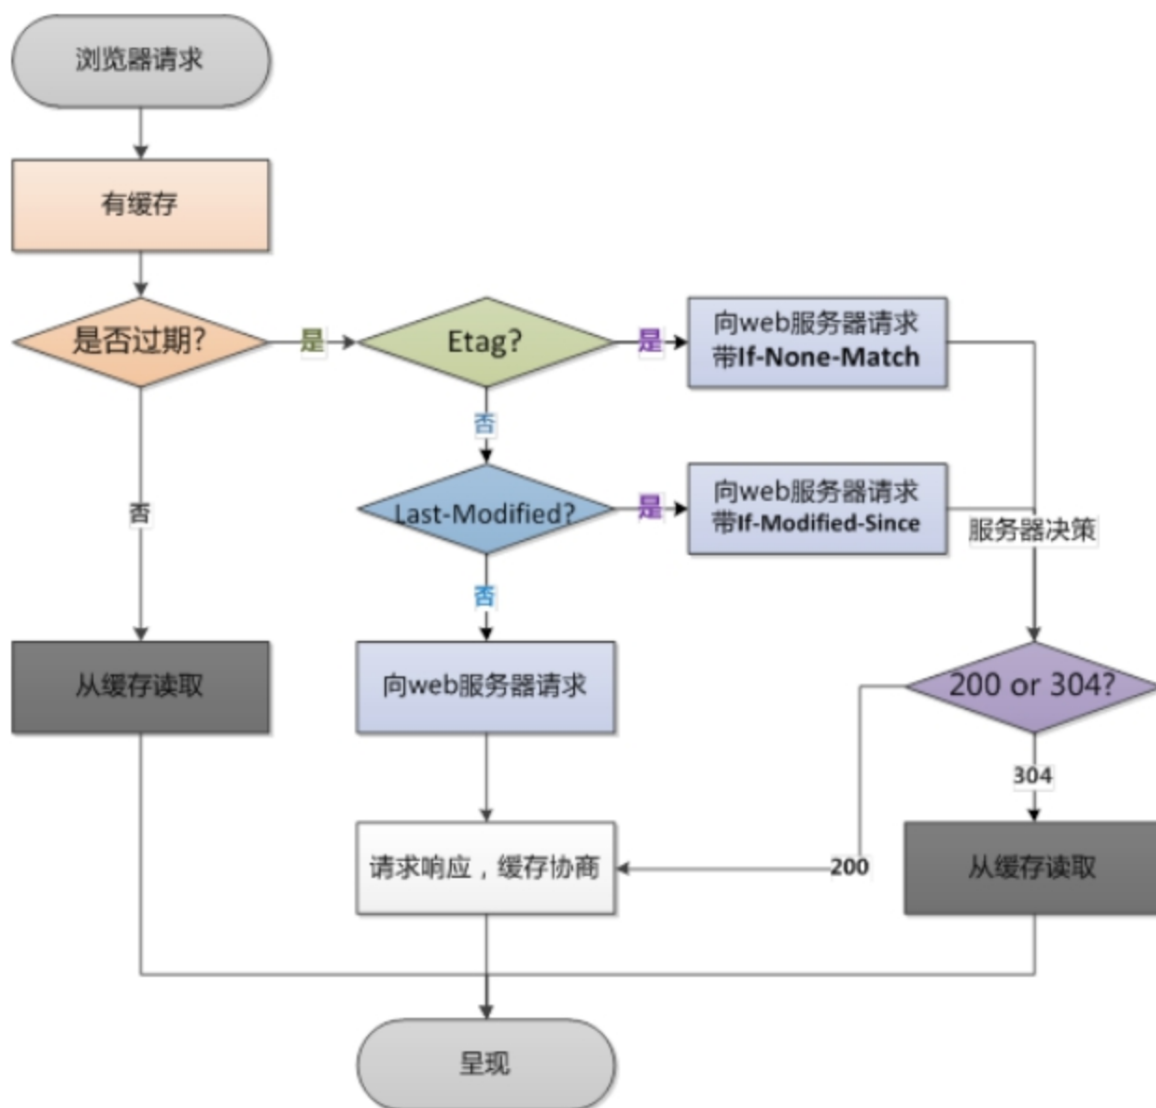 浏览器请求
有缓存
是否过期?
是
Etag?
是
向web服务器请求
带If-None-Match
否
否
Last-Modified?
是
向web服务器请求
带If-Modified-Since
服务器决策
否
从缓存读取
向web服务器请求
200 or 304?
304
请求响应，缓存协商
200
从缓存读取
呈现